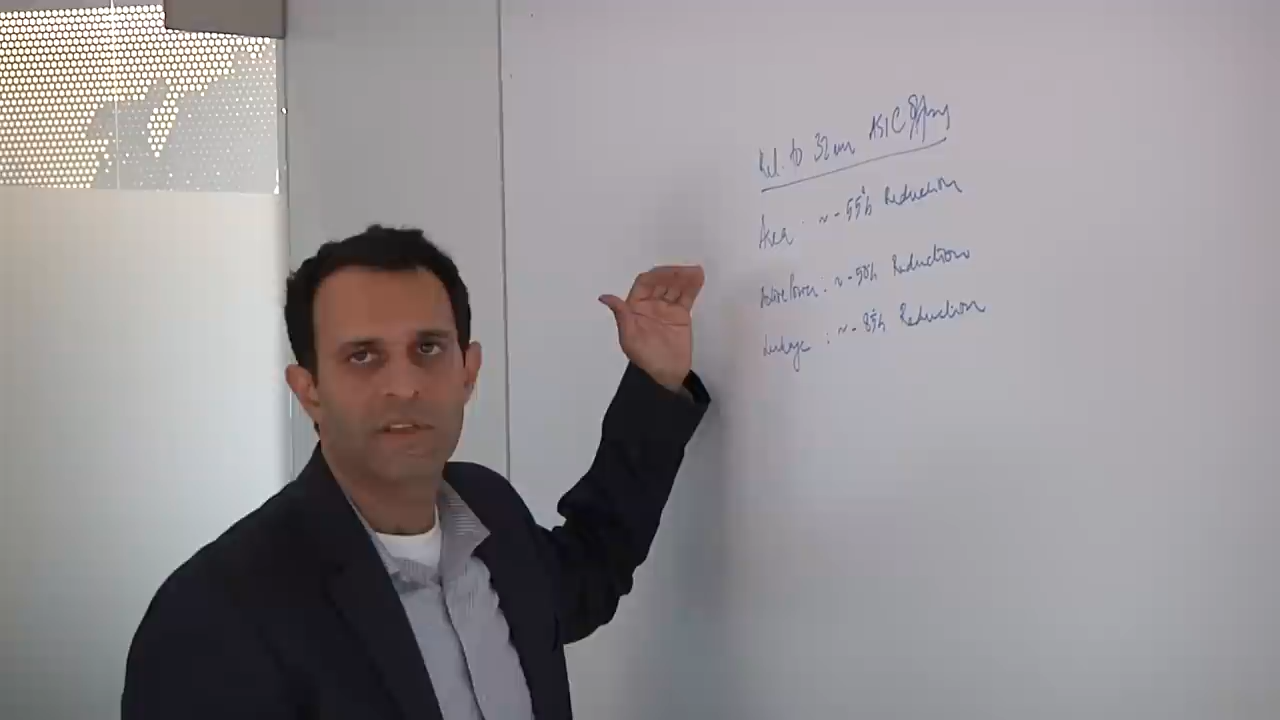 Rel. to 32nm ASIC Offering
Area : ~ - 55% Reduction
Active Power : ~ - 50% Reduction
Leakage : ~ - 85% Reduction